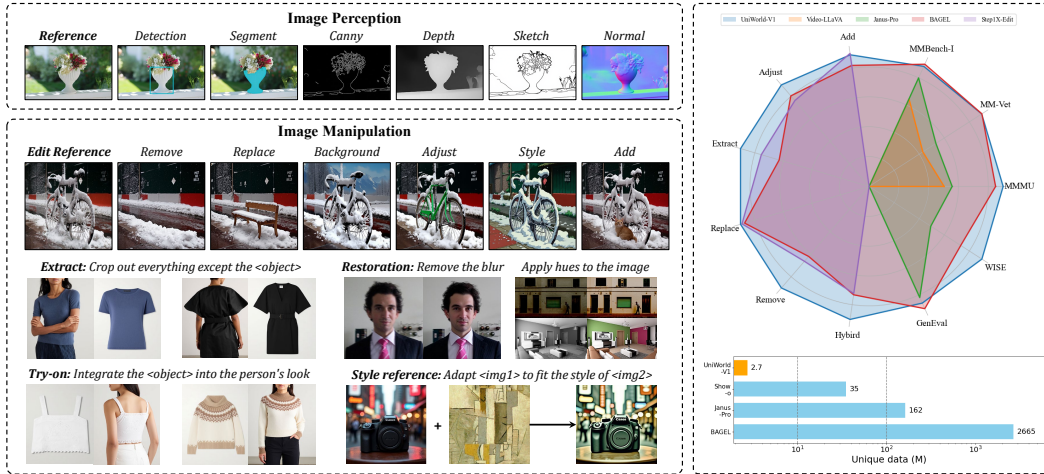 Image Perception
Reference Detection Segment Canny Depth Sketch Normal
Image Manipulation
Edit Reference Remove Replace Background Adjust Style Add
Extract: Crop out everything except the <object>
Restoration: Remove the blur
Apply hues to the image
Try-on: Integrate the <object> into the person's look
Style reference: Adapt <img1> to fit the style of <img2>
+
UniWorld-V1 Video-LLaVA Janus-Pro BAGEL Step1X-Edit
Add
MMBench-I
Adjust
MM-Vet
Extract
MMMU
Replace
WISE
Remove
GenEval
Hybird
UniWorld
-V1
2.7
Show
-o
35
Janus
-Pro
162
BAGEL
2665
10¹ 10² 10³
Unique data (M)